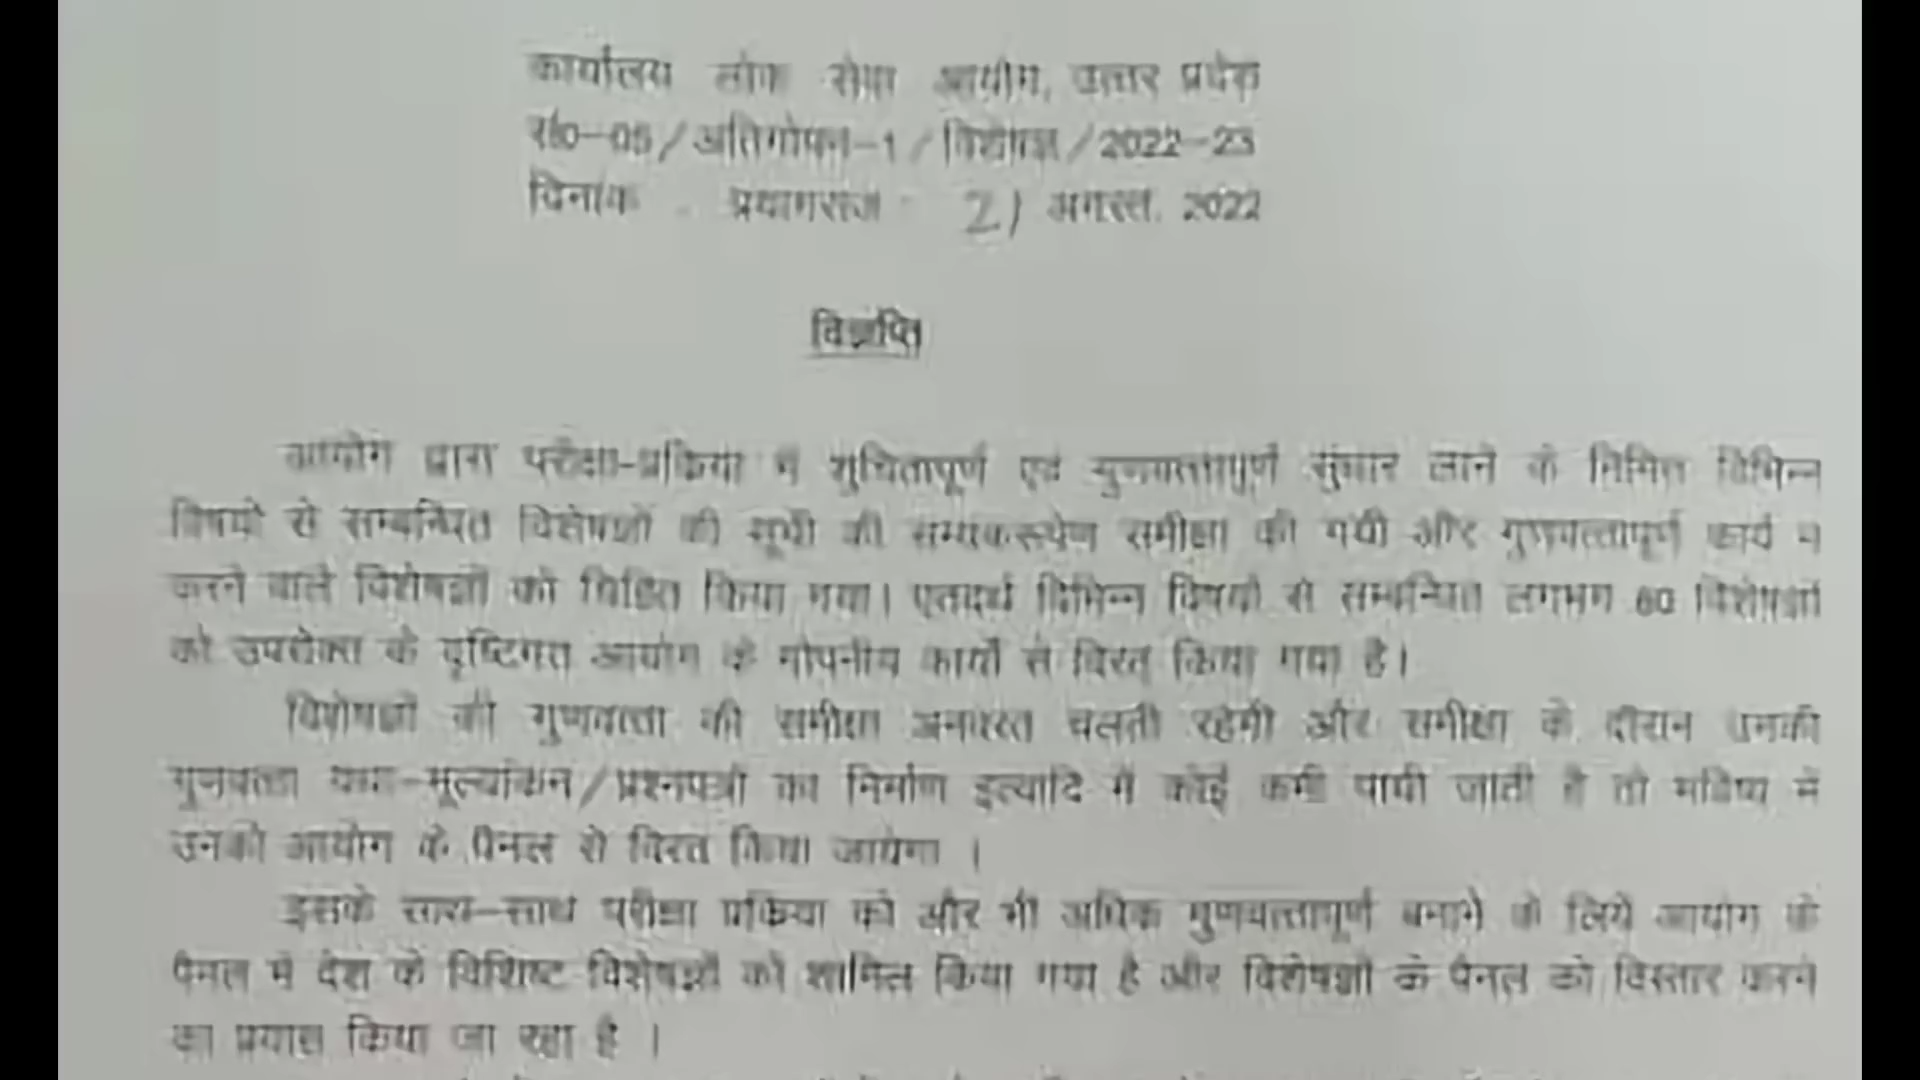 कार्यालय लोक सेवा आयोग, उत्तर प्रदेश
सं0-05/अतिगोपन-1/विशेषज्ञ/2022-23
दिनांक प्रयागराज: 21 अगस्त, 2022
विज्ञप्ति
आयोग द्वारा परीक्षा-प्रक्रिया में शुचितापूर्ण एवं गुणवत्तापूर्ण सुधार लाने के निमित्त विभिन्न
विषयों से सम्बन्धित विशेषज्ञों की सूची की सम्यकरूपेण समीक्षा की गयी और गुणवत्तापूर्ण कार्य न
करने वाले विशेषज्ञों को चिन्हित किया गया। एतदर्थ विभिन्न विषयों से सम्बन्धित लगभग 60 विशेषज्ञों
को उपरोक्त के दृष्टिगत आयोग के गोपनीय कार्यों से विरत किया गया है।
विशेषज्ञों की गुणवत्ता की समीक्षा अनवरत चलती रहेगी और समीक्षा के दौरान उनकी
गुणवत्ता यथा-मूल्यांकन/प्रश्नपत्रों का निर्माण इत्यादि में कोई कमी पायी जाती है तो भविष्य में
उनको आयोग के पैनल से विरत किया जायेगा ।
इसके साथ-साथ परीक्षा प्रक्रिया को और भी अधिक गुणवत्तापूर्ण बनाने के लिये आयोग के
पैनल में देश के विशिष्ट विशेषज्ञों को शामिल किया गया है और विशेषज्ञों के पैनल को विस्तार करने
का प्रयास किया जा रहा है ।